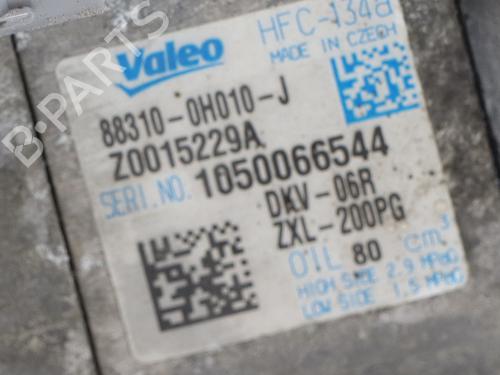 Valeo
HFC-134a
MADE IN CZECH
88310-0H010-J
Z0015229A
SERI.NO. 1050066544
DKV-06R
ZXL-200PG
OIL 80 cm³
HIGH SIDE 2.9 MPaG
LOW SIDE 1.5 MPaG